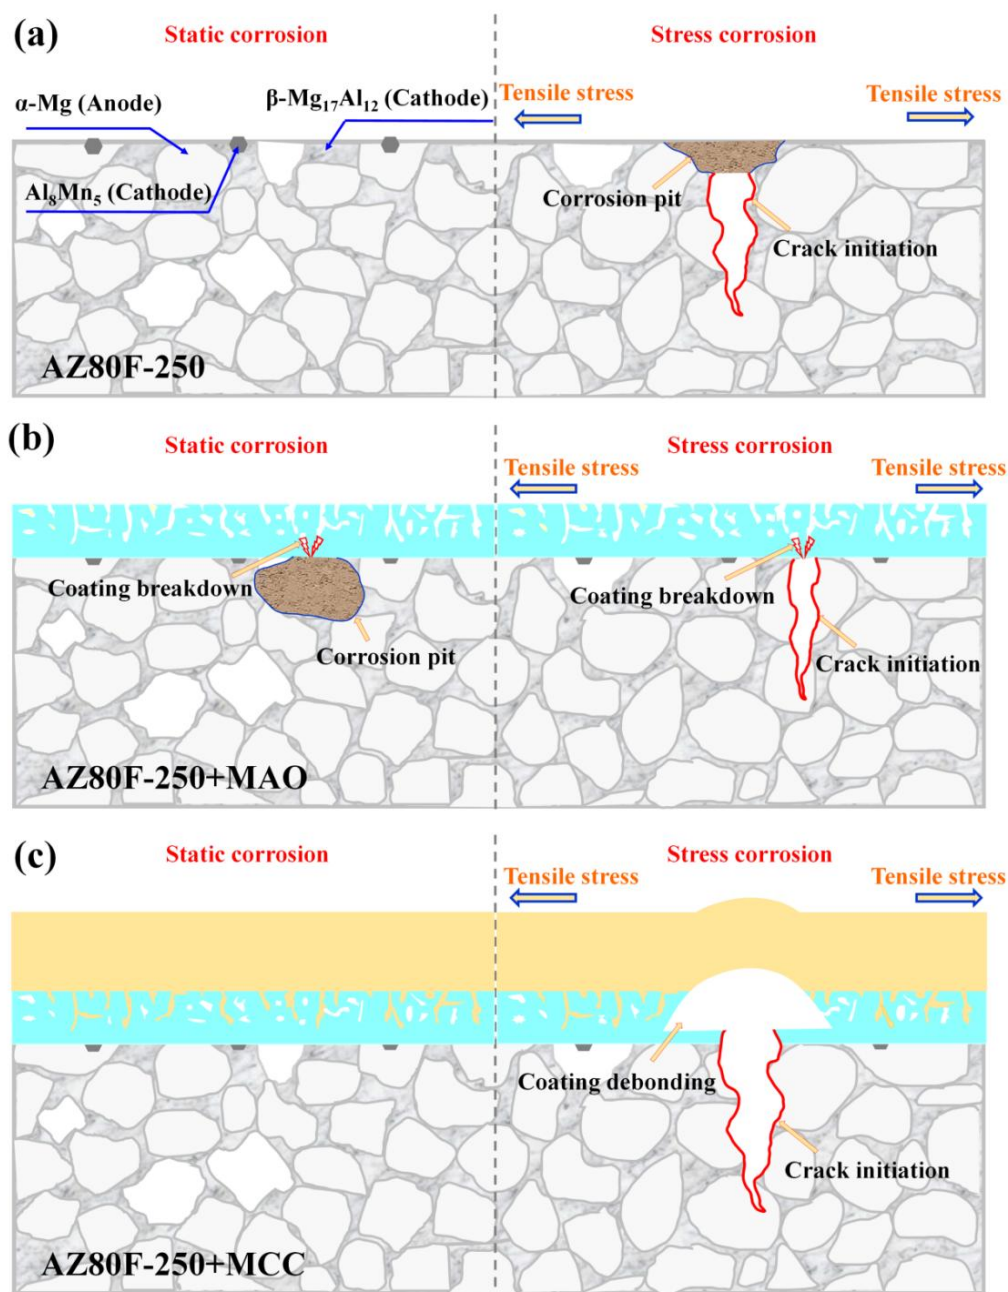 (a)
Static corrosion
Stress corrosion
α-Mg (Anode)
β-Mg₁₇Al₁₂ (Cathode)
Tensile stress
Tensile stress
Al₈Mn₅ (Cathode)
Corrosion pit
Crack initiation
AZ80F-250
(b)
Static corrosion
Stress corrosion
Tensile stress
Tensile stress
Coating breakdown
Coating breakdown
Corrosion pit
Crack initiation
AZ80F-250+MAO
(c)
Static corrosion
Stress corrosion
Tensile stress
Tensile stress
Coating debonding
Crack initiation
AZ80F-250+MCC